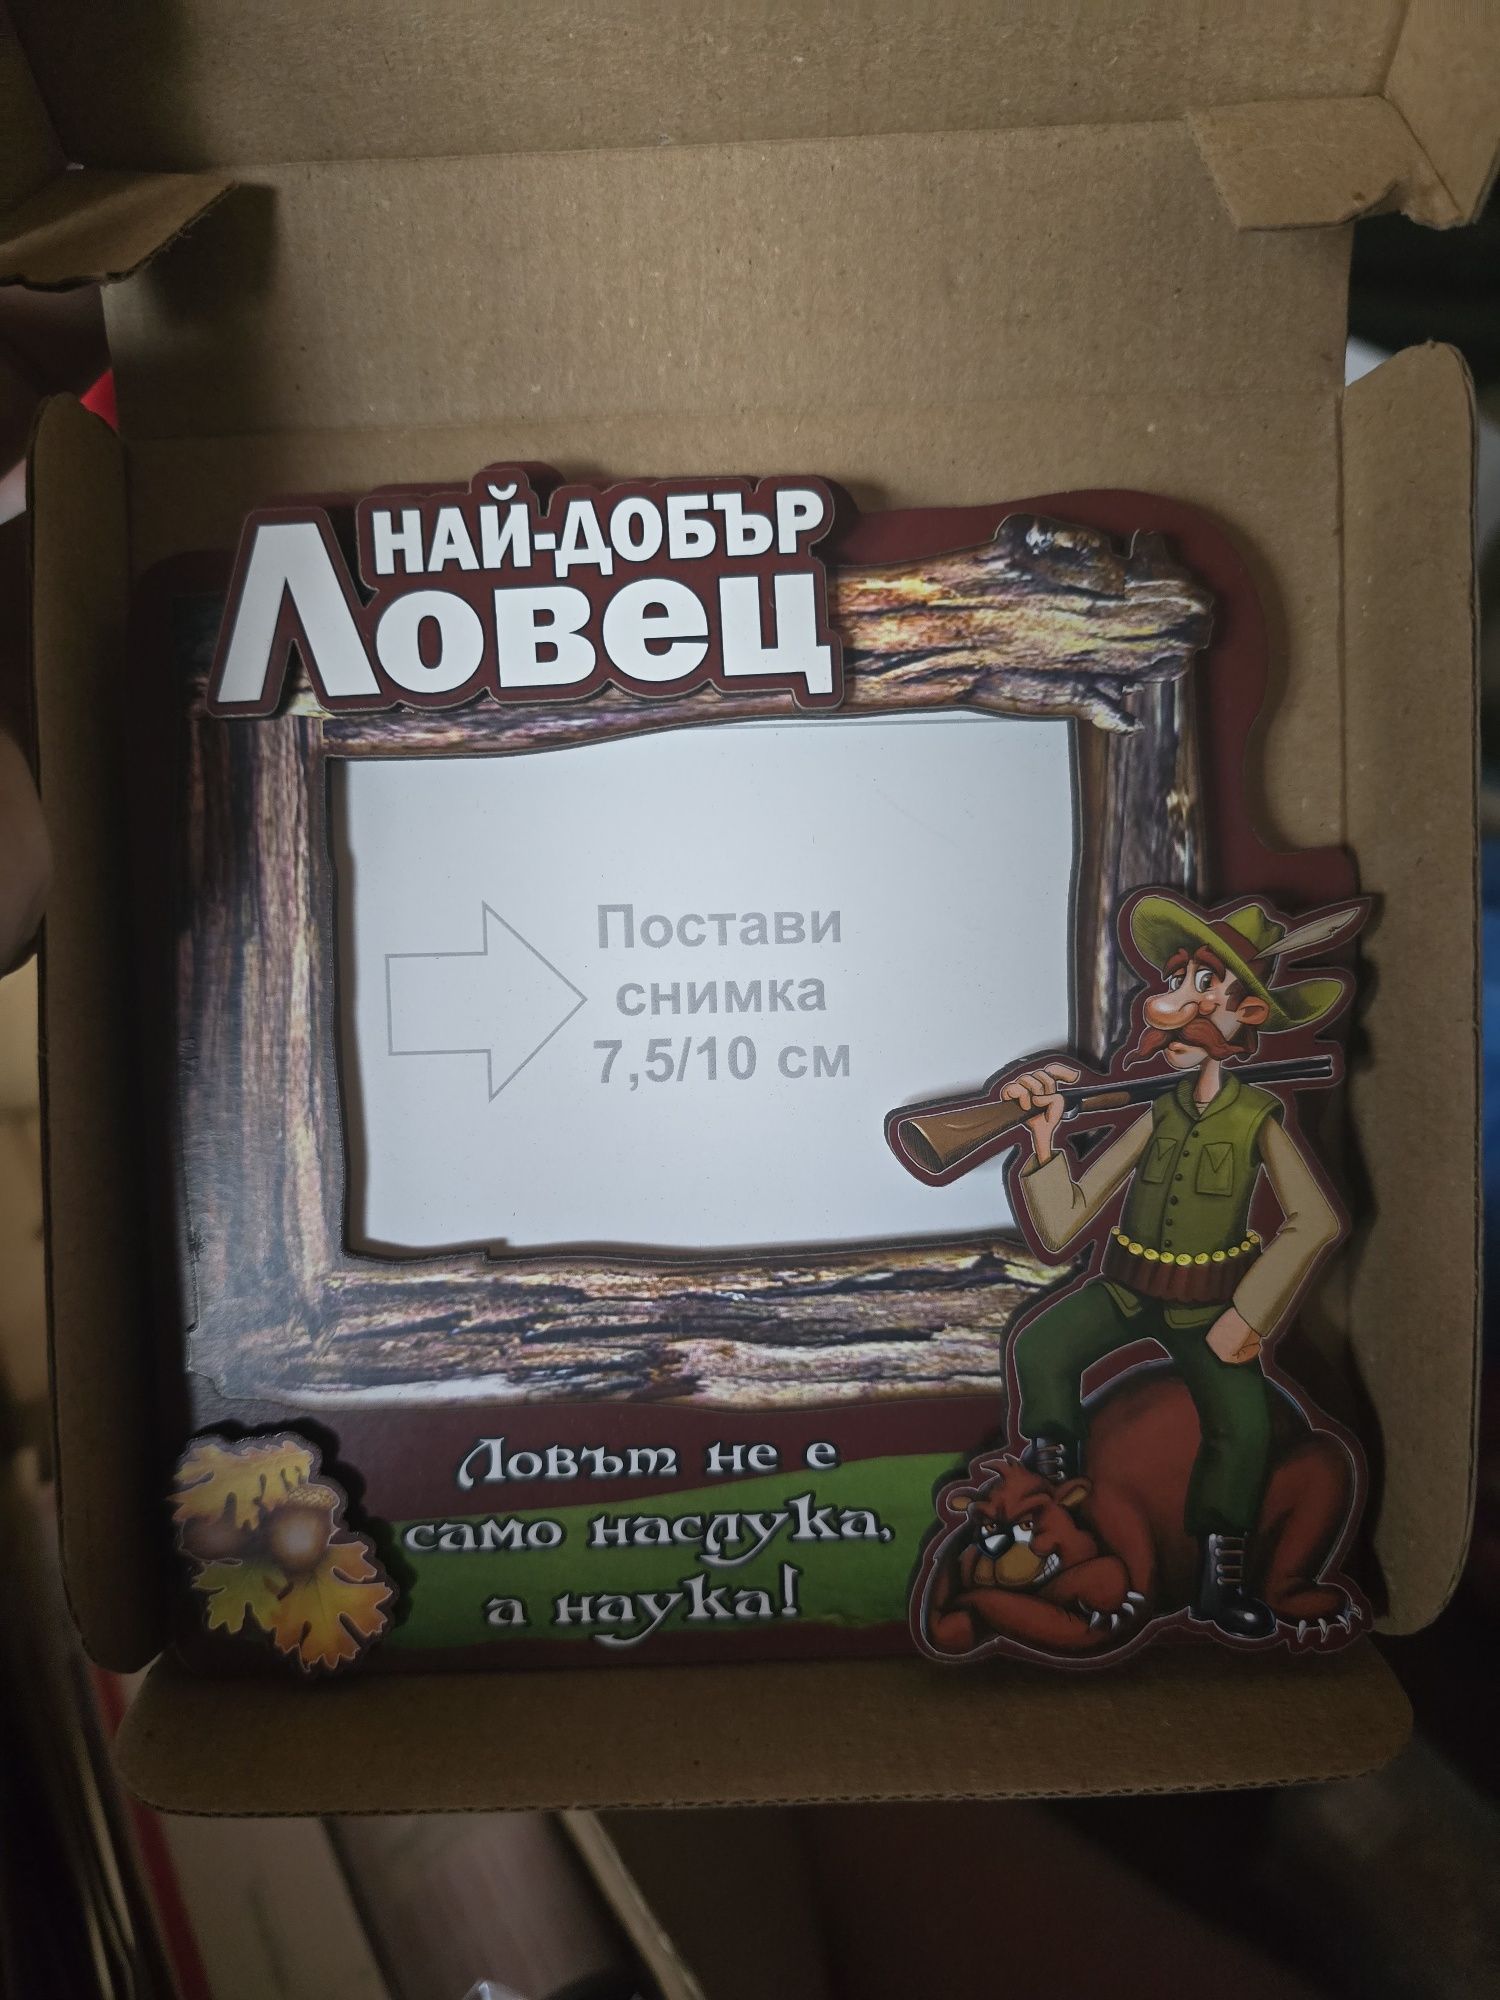 НАЙ-ДОБЪР
ЛОВЕЦ
Постави
снимка
7,5/10 см
Ловът не е
само наслука,
а наука!